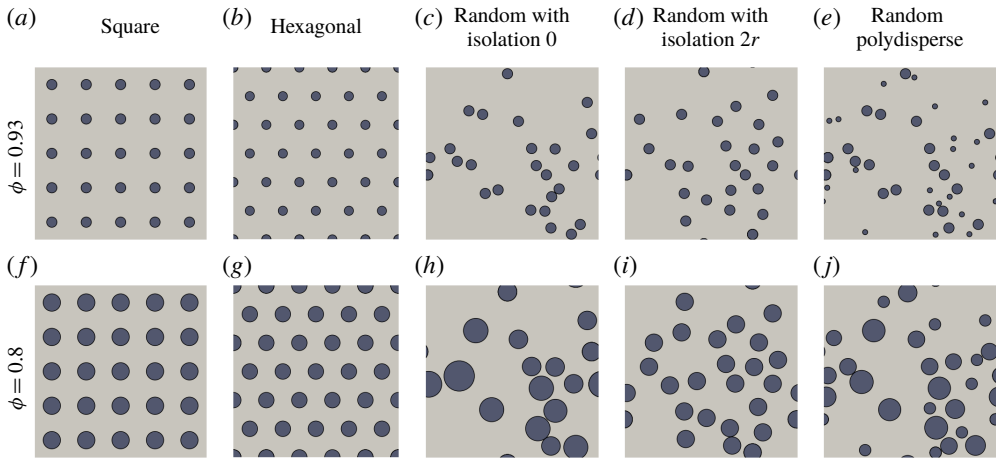 (a) Square
(b) Hexagonal
(c) Random with
isolation 0
(d) Random with
isolation 2r
(e) Random
polydisperse
ϕ = 0.93
(f)
(g)
(h)
(i)
(j)
ϕ = 0.8